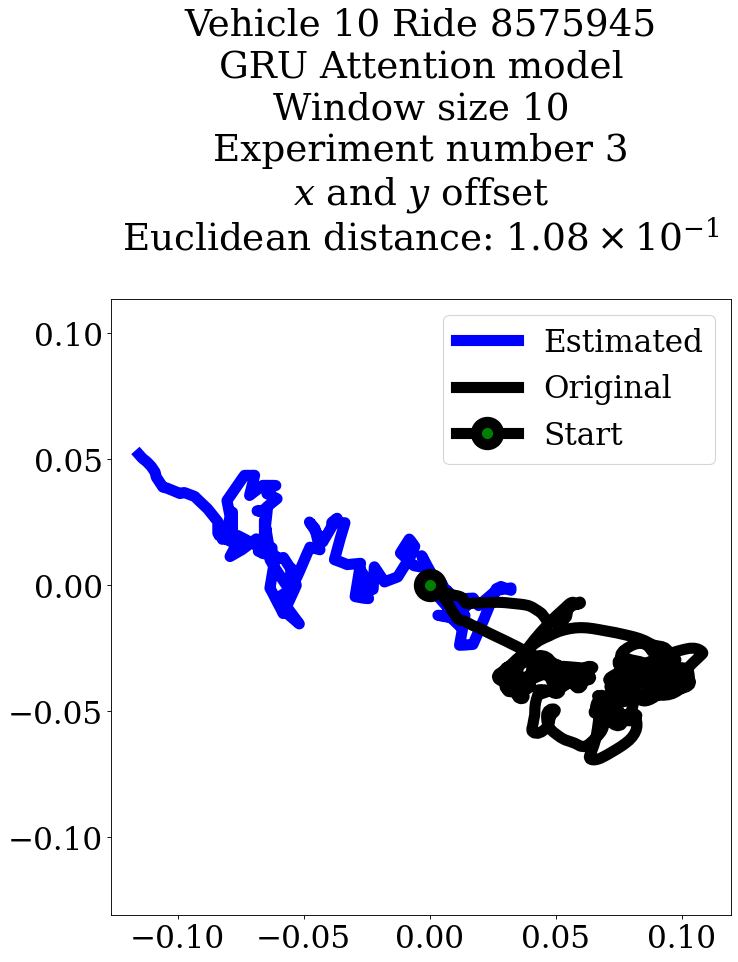 Vehicle 10 Ride 8575945
GRU Attention model
Window size 10
Experiment number 3
x and y offset
Euclidean distance: 1.08 × 10⁻¹
Estimated
Original
Start
0.10
0.05
0.00
−0.05
−0.10
−0.10 −0.05 0.00 0.05 0.10